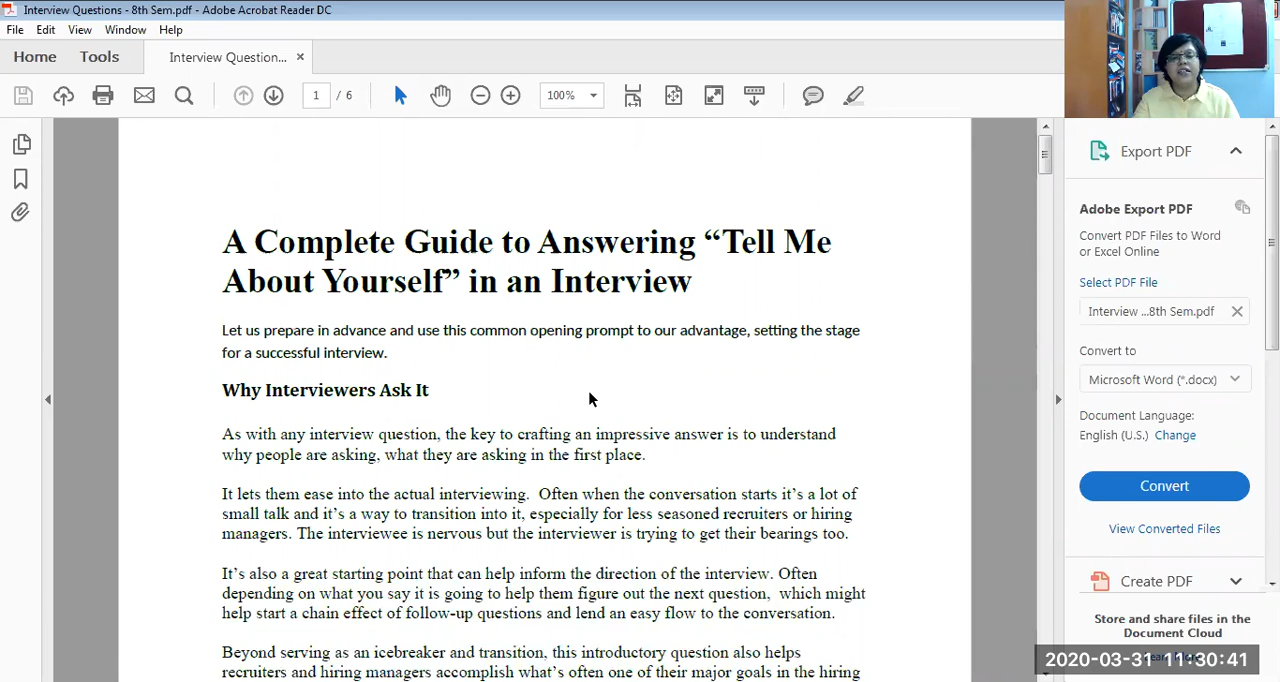 Interview Questions - 8th Sem.pdf - Adobe Acrobat Reader DC
File Edit View Window Help
Home Tools Interview Question... ×
1 / 6 100%
A Complete Guide to Answering “Tell Me
About Yourself” in an Interview
Let us prepare in advance and use this common opening prompt to our advantage, setting the stage
for a successful interview.
Why Interviewers Ask It
As with any interview question, the key to crafting an impressive answer is to understand
why people are asking, what they are asking in the first place.
It lets them ease into the actual interviewing. Often when the conversation starts it’s a lot of
small talk and it’s a way to transition into it, especially for less seasoned recruiters or hiring
managers. The interviewee is nervous but the interviewer is trying to get their bearings too.
It’s also a great starting point that can help inform the direction of the interview. Often
depending on what you say it is going to help them figure out the next question, which might
help start a chain effect of follow-up questions and lend an easy flow to the conversation.
Beyond serving as an icebreaker and transition, this introductory question also helps
recruiters and hiring managers accomplish what’s often one of their major goals in the hiring
Export PDF
Adobe Export PDF
Convert PDF Files to Word
or Excel Online
Select PDF File
Interview ...8th Sem.pdf
Convert to
Microsoft Word (*.docx)
Document Language:
English (U.S.) Change
Convert
View Converted Files
Create PDF
Store and share files in the
Document Cloud
2020-03-31 11:30:41